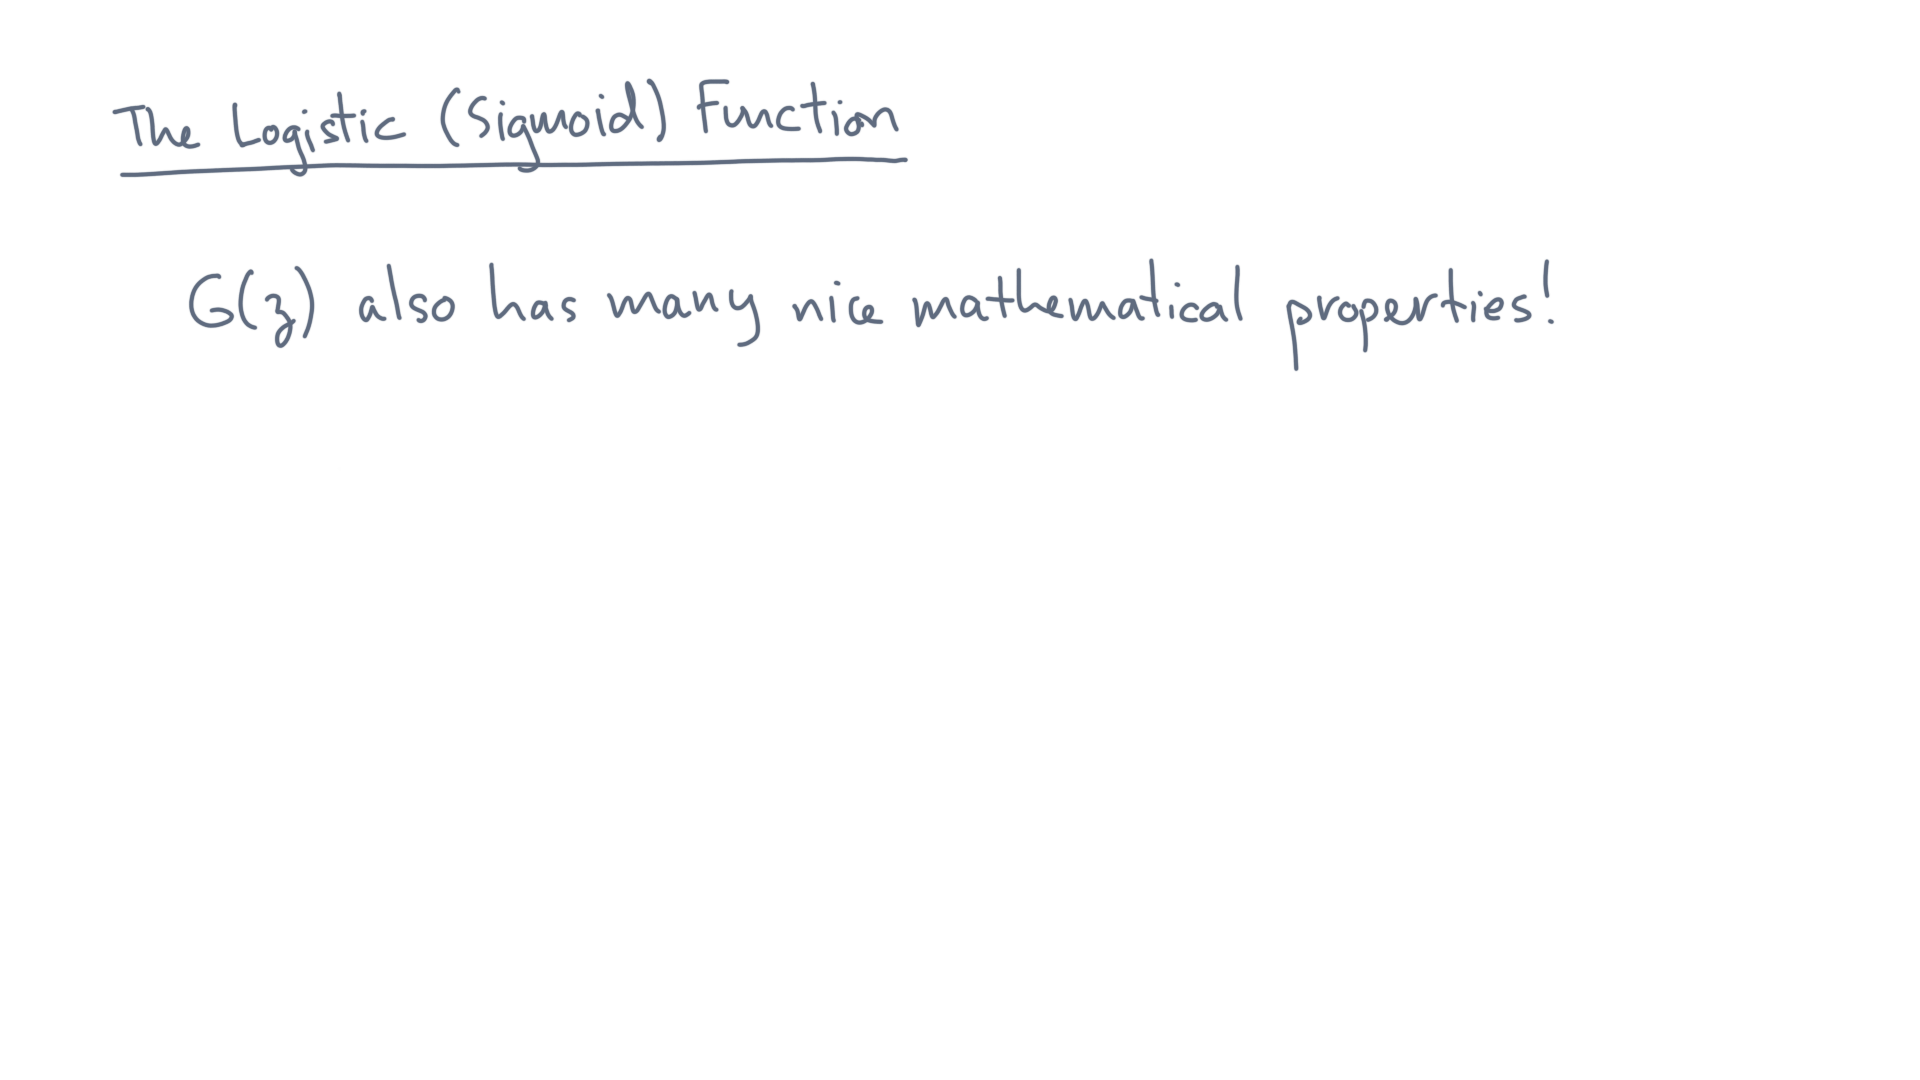 The Logistic (Sigmoid) Function
G(z) also has many nice mathematical properties!